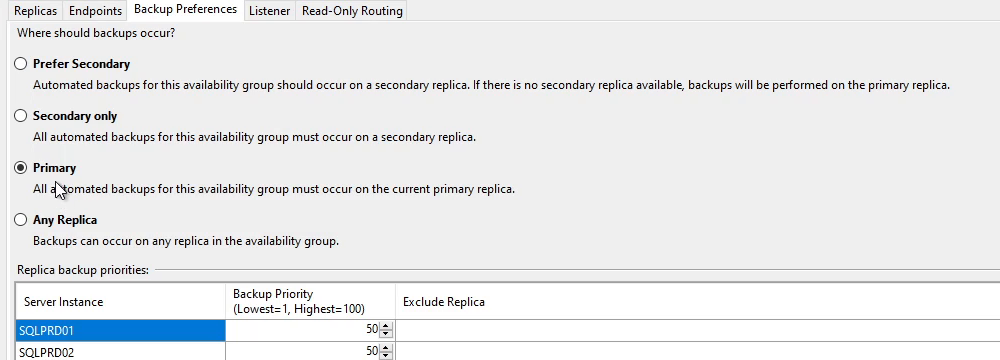 Replicas Endpoints Backup Preferences Listener Read-Only Routing
Where should backups occur?
Prefer Secondary
Automated backups for this availability group should occur on a secondary replica. If there is no secondary replica available, backups will be performed on the primary replica.
Secondary only
All automated backups for this availability group must occur on a secondary replica.
Primary
All automated backups for this availability group must occur on the current primary replica.
Any Replica
Backups can occur on any replica in the availability group.
Replica backup priorities:
Server Instance Backup Priority Exclude Replica
(Lowest=1, Highest=100)
SQLPRD01 50
SQLPRD02 50